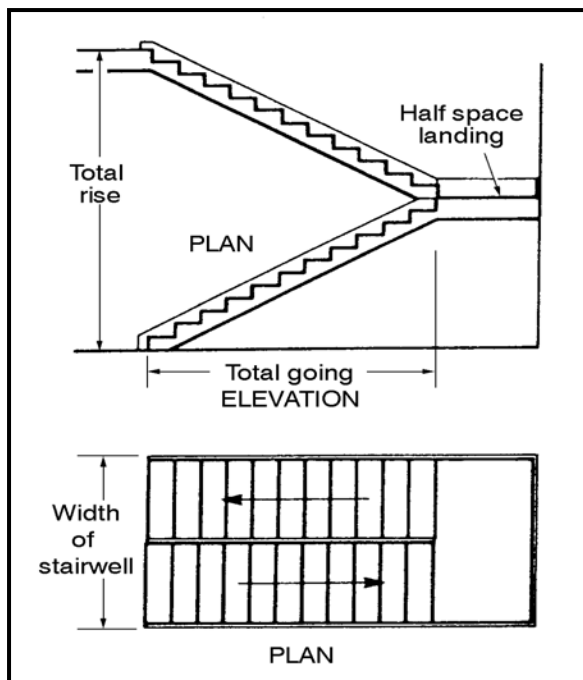 Half space
landing
Total
rise
PLAN
Total going
ELEVATION
Width
of
stairwell
PLAN